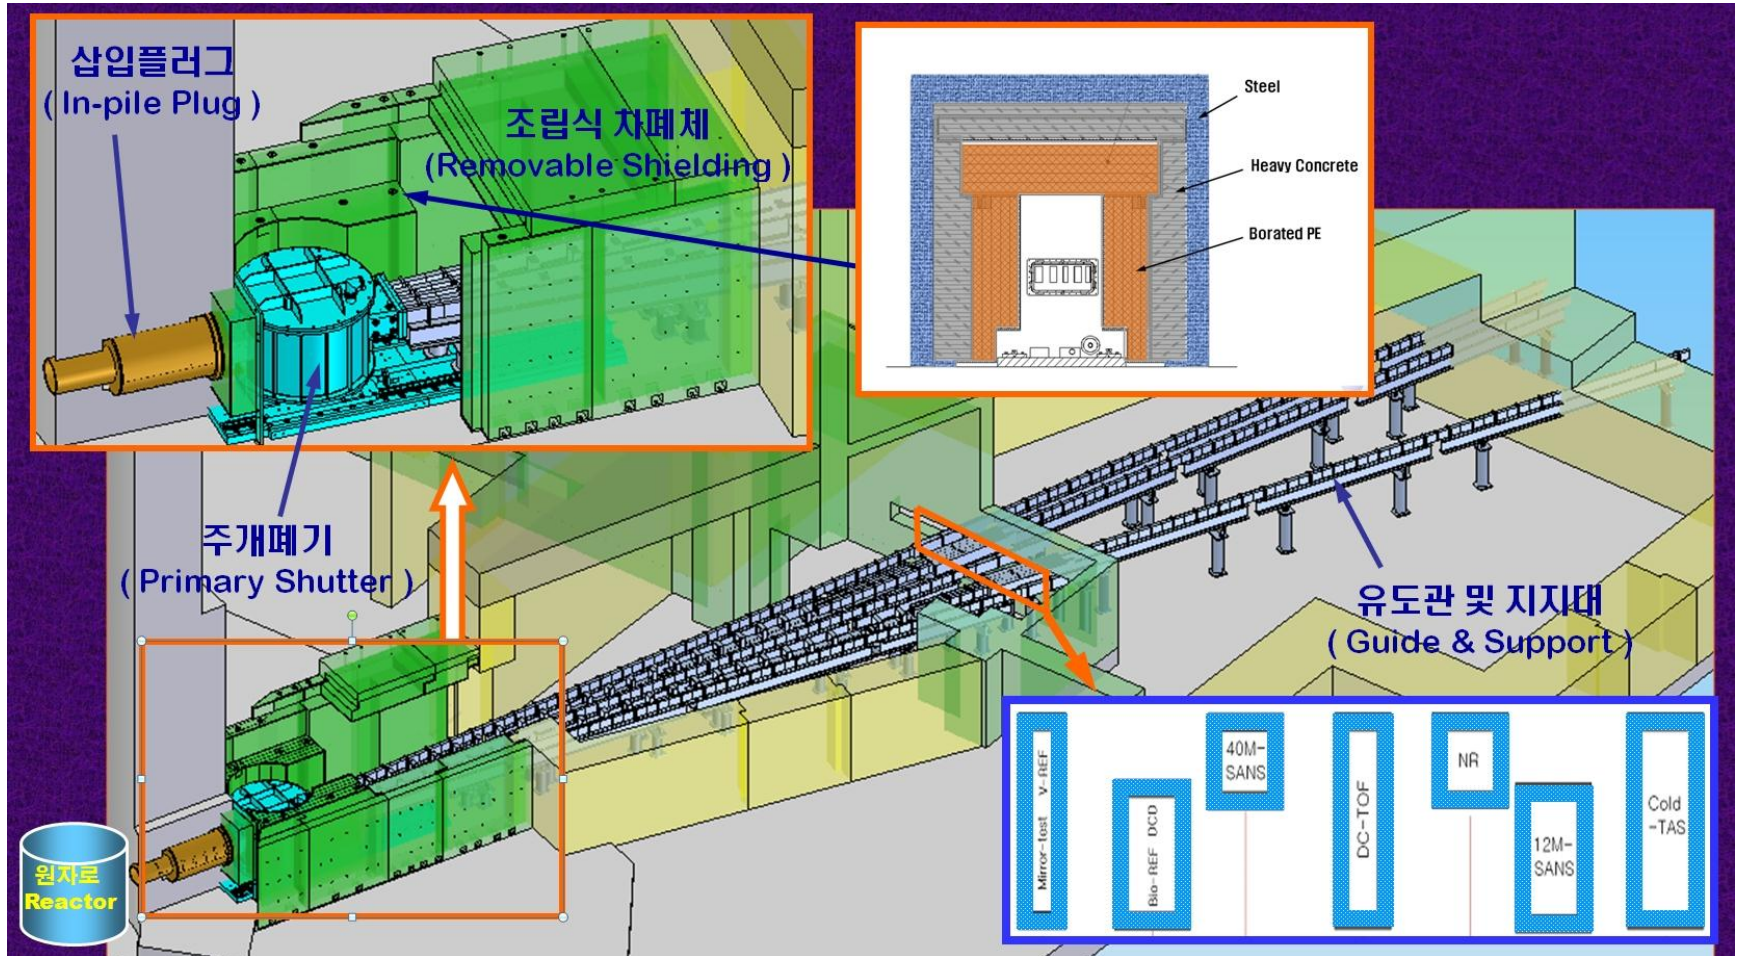 삽입플러그
( In-pile Plug )
조립식 차폐체
(Removable Shielding )
주개폐기
( Primary Shutter )
Steel
Heavy Concrete
Borated PE
유도관 및 지지대
( Guide & Support )
원자로
Reactor
Mirror-tost V-REF
Bio-REF DCD
40M-
SANS
DC-TOF
NR
12M-
SANS
Cold
-TAS